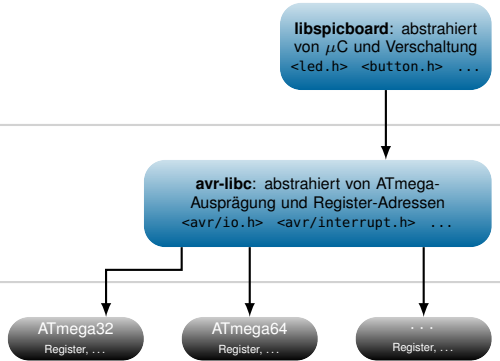 libspicboard: abstrahiert
von μC und Verschaltung
<led.h> <button.h> ...
avr-libc: abstrahiert von ATmega-
Ausprägung und Register-Adressen
<avr/io.h> <avr/interrupt.h> ...
ATmega32
Register, ...
ATmega64
Register, ...
...
Register, ...